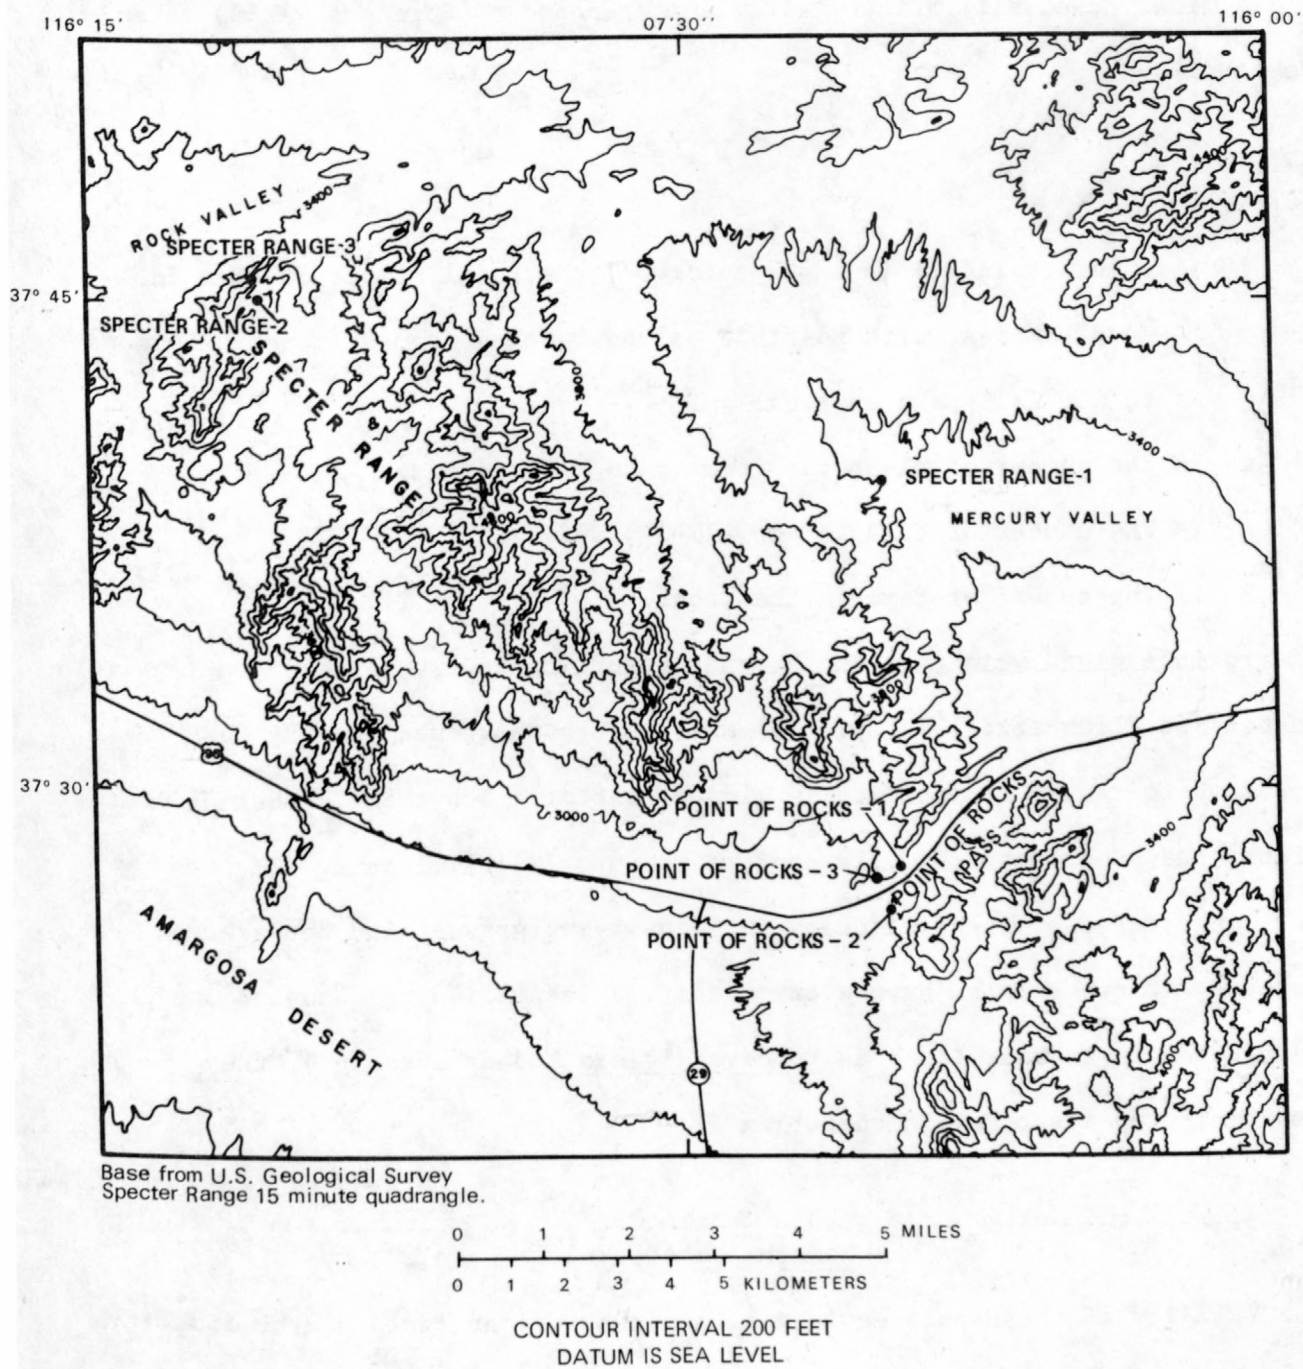 116° 15'
07'30''
116° 00'
4400
ROCK VALLEY
3400
SPECTER RANGE-3
37° 45'
SPECTER RANGE-2
SPECTER RANGE
3600
3400
SPECTER RANGE-1
MERCURY VALLEY
4800
3800
37° 30'
3000
POINT OF ROCKS - 1
POINT OF ROCKS PASS
3400
POINT OF ROCKS - 3
POINT OF ROCKS - 2
AMARGOSA DESERT
4000
29
Base from U.S. Geological Survey
Specter Range 15 minute quadrangle.
0 1 2 3 4 5 MILES
0 1 2 3 4 5 KILOMETERS
CONTOUR INTERVAL 200 FEET
DATUM IS SEA LEVEL